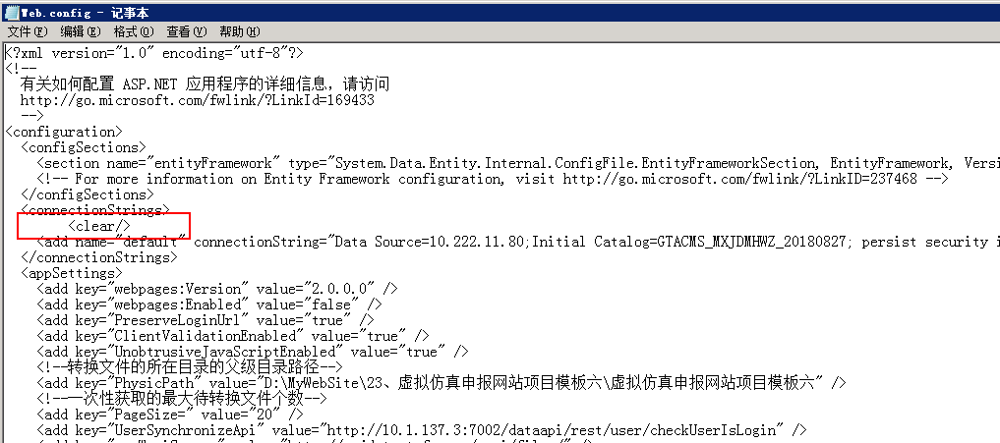 Web.config - 记事本
文件(F) 编辑(E) 格式(O) 查看(V) 帮助(H)
<?xml version="1.0" encoding="utf-8"?>
<!--
有关如何配置 ASP.NET 应用程序的详细信息，请访问
http://go.microsoft.com/fwlink/?LinkId=169433
-->
<configuration>
<configSections>
<section name="entityFramework" type="System.Data.Entity.Internal.ConfigFile.EntityFrameworkSection, EntityFramework, Versi
<!-- For more information on Entity Framework configuration, visit http://go.microsoft.com/fwlink/?LinkID=237468 -->
</configSections>
<connectionStrings>
<clear/>
<add name="default" connectionString="Data Source=10.222.11.80;Initial Catalog=GTACMS_MXJDMHWZ_20180827; persist security i
</connectionStrings>
<appSettings>
<add key="webpages:Version" value="2.0.0.0" />
<add key="webpages:Enabled" value="false" />
<add key="PreserveLoginUrl" value="true" />
<add key="ClientValidationEnabled" value="true" />
<add key="UnobtrusiveJavaScriptEnabled" value="true" />
<!--转换文件的所在目录的父级目录路径-->
<add key="PhysicPath" value="D:\MyWebSite\23、虚拟仿真申报网站项目模板六\虚拟仿真申报网站项目模板六" />
<!--一次性获取的最大待转换文件个数-->
<add key="PageSize=" value="20" />
<add key="UserSynchronizeApi" value="http://10.1.137.3:7002/dataapi/rest/user/checkUserIsLogin" />